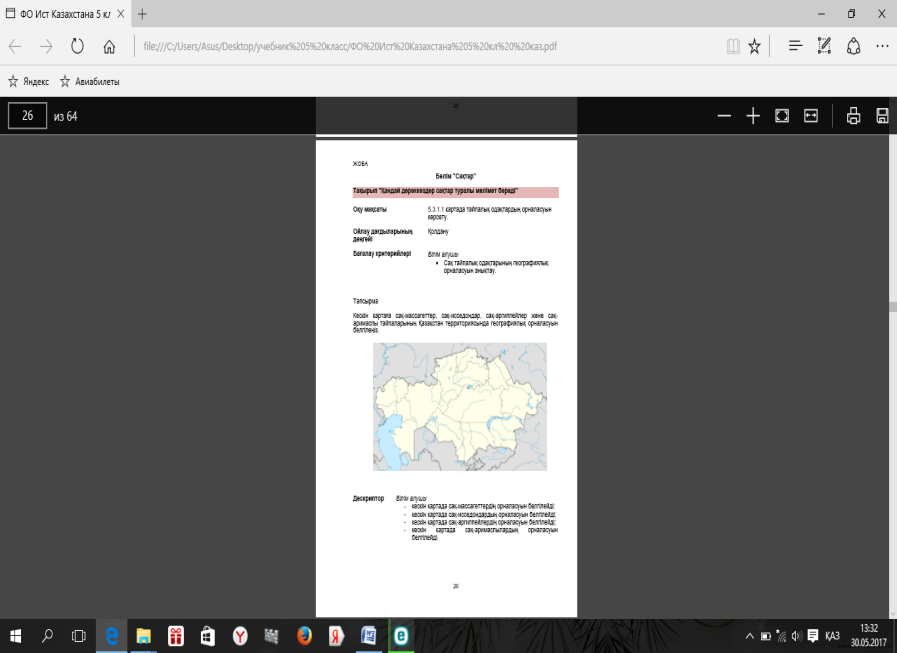 ФО Ист Казахстана 5 кл
file:///C:/Users/Asus/Desktop/учебник%205%20класс/ФО%20Ист%20Казахстана%205%20кл%20%20каз.pdf
Яндекс
Авиабилеты
26 из 64
ЖОБА
Бөлім "Сақтар"
Тақырып "Қандай дереккөздер сақтар туралы мәлімет береді"
Оқу мақсаты 5.3.1.1 картада тайпалық одақтардың орналасуын көрсету.
Ойлау дағдыларының деңгейі Қолдану
Бағалау критерийлері Білім алушы
• Сақ тайпалық одақтарының географиялық орналасуын анықтау.
Тапсырма
Кескін картаға сақ-массагеттер, сақ-исседондар, сақ-аргиппейлер және сақ-
аримаспы тайпаларының Қазақстан территориясында географиялық орналасуын
белгілеңіз.
Дескриптор Білім алушы
- кескін картада сақ-массагеттердің орналасуын белгілейді;
- кескін картада сақ-исседондардың орналасуын белгілейді;
- кескін картада сақ-аргиппейлердің орналасуын белгілейді;
- кескін картада сақ-аримаспылардың орналасуын
белгілейді.
26
ҚАЗ
13:32
30.05.2017